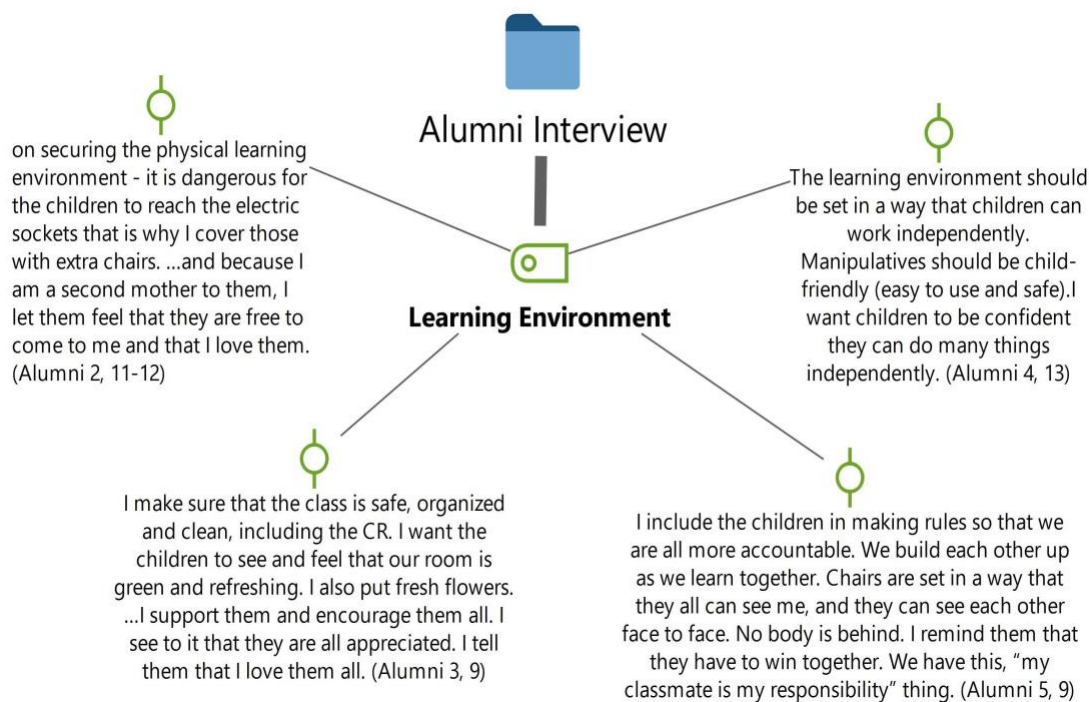 Alumni Interview
on securing the physical learning
environment - it is dangerous for
the children to reach the electric
sockets that is why I cover those
with extra chairs. ...and because I
am a second mother to them, I
let them feel that they are free to
come to me and that I love them.
(Alumni 2, 11-12)
The learning environment should
be set in a way that children can
work independently.
Manipulatives should be child-
friendly (easy to use and safe).I
want children to be confident
they can do many things
independently. (Alumni 4, 13)
Learning Environment
I make sure that the class is safe, organized
and clean, including the CR. I want the
children to see and feel that our room is
green and refreshing. I also put fresh flowers.
...I support them and encourage them all. I
see to it that they are all appreciated. I tell
them that I love them all. (Alumni 3, 9)
I include the children in making rules so that we
are all more accountable. We build each other up
as we learn together. Chairs are set in a way that
they all can see me, and they can see each other
face to face. No body is behind. I remind them that
they have to win together. We have this, “my
classmate is my responsibility” thing. (Alumni 5, 9)